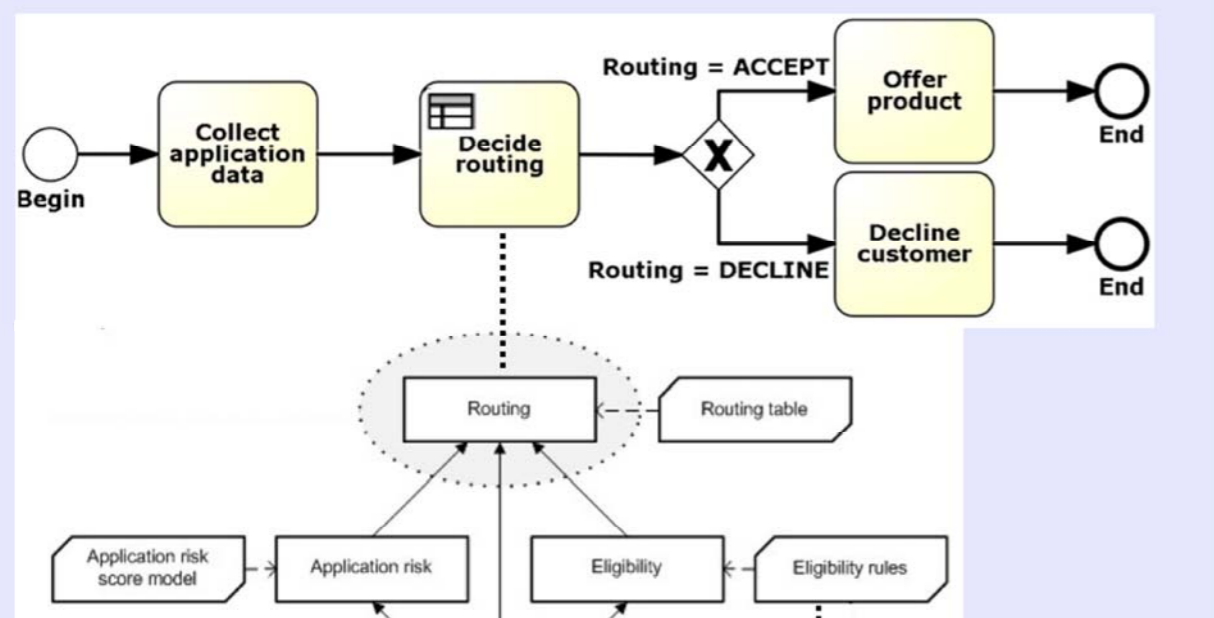 Routing = ACCEPT
Offer
product
End
Collect
application
data
Decide
routing
X
Begin
Decline
customer
Routing = DECLINE
End
Routing
Routing table
Application risk
score model
Application risk
Eligibility
Eligibility rules